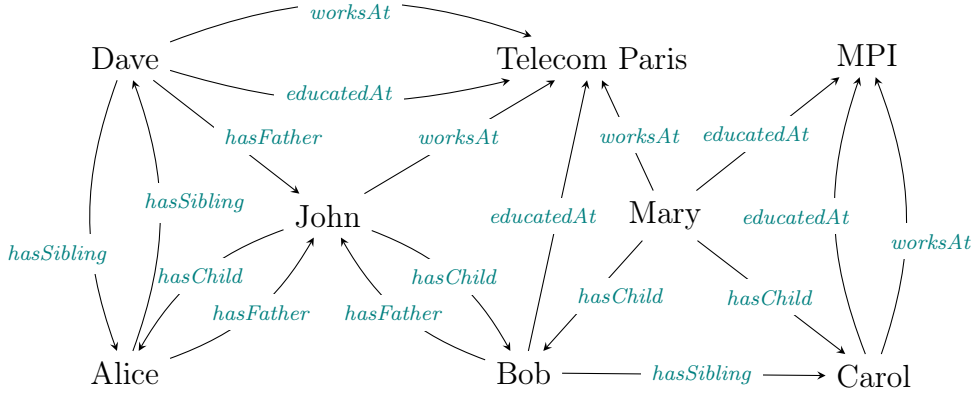 worksAt
Dave
Telecom Paris
MPI
educatedAt
hasFather
worksAt
worksAt
educatedAt
hasSibling
John
educatedAt
Mary
educatedAt
hasSibling
worksAt
hasChild
hasChild
hasChild
hasChild
hasFather
hasFather
Alice
Bob
hasSibling
Carol